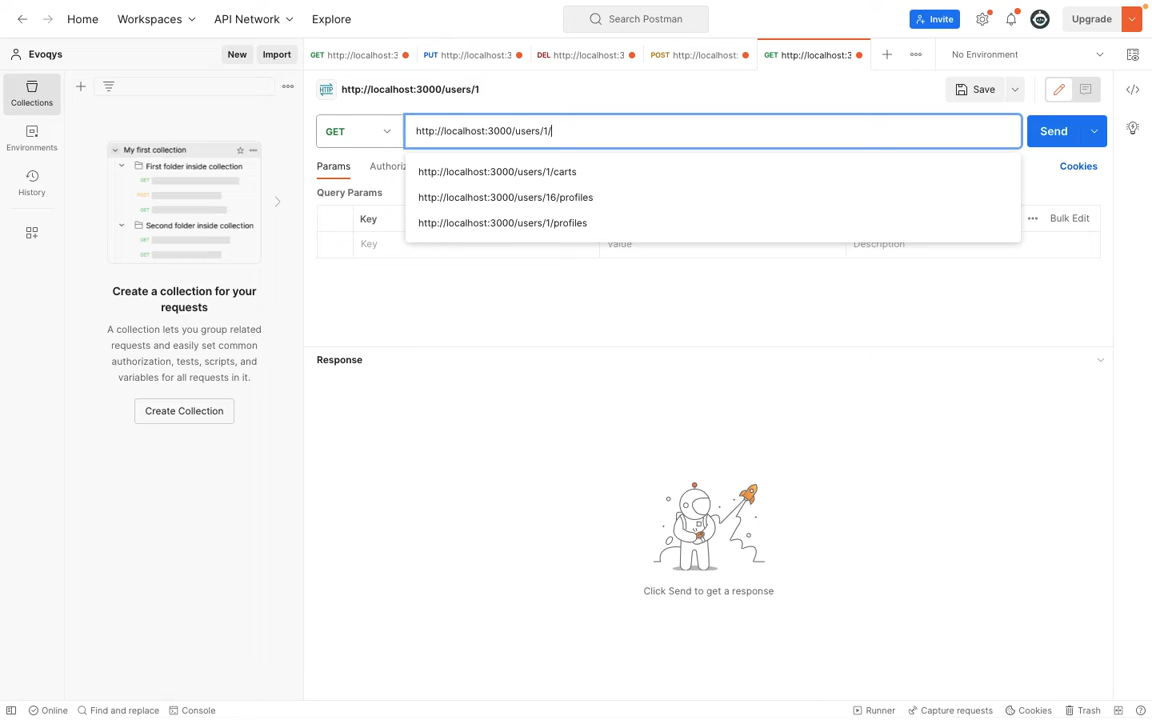 Home Workspaces API Network Explore Search Postman Invite Upgrade
Evoqys New Import GET http://localhost:3 PUT http://localhost:3 DEL http://localhost:3 POST http://localhost: GET http://localhost:3 No Environment
Collections
Environments
History
My first collection
First folder inside collection
GET
POST
GET
Second folder inside collection
GET
GET
Create a collection for your
requests
A collection lets you group related
requests and easily set common
authorization, tests, scripts, and
variables for all requests in it.
Create Collection
HTTP http://localhost:3000/users/1 Save
GET http://localhost:3000/users/1/ Send
Params Authoriz Cookies
http://localhost:3000/users/1/carts
http://localhost:3000/users/16/profiles
http://localhost:3000/users/1/profiles
Query Params
Key Bulk Edit
Key Value Description
Response
Click Send to get a response
Online Find and replace Console Runner Capture requests Cookies Trash